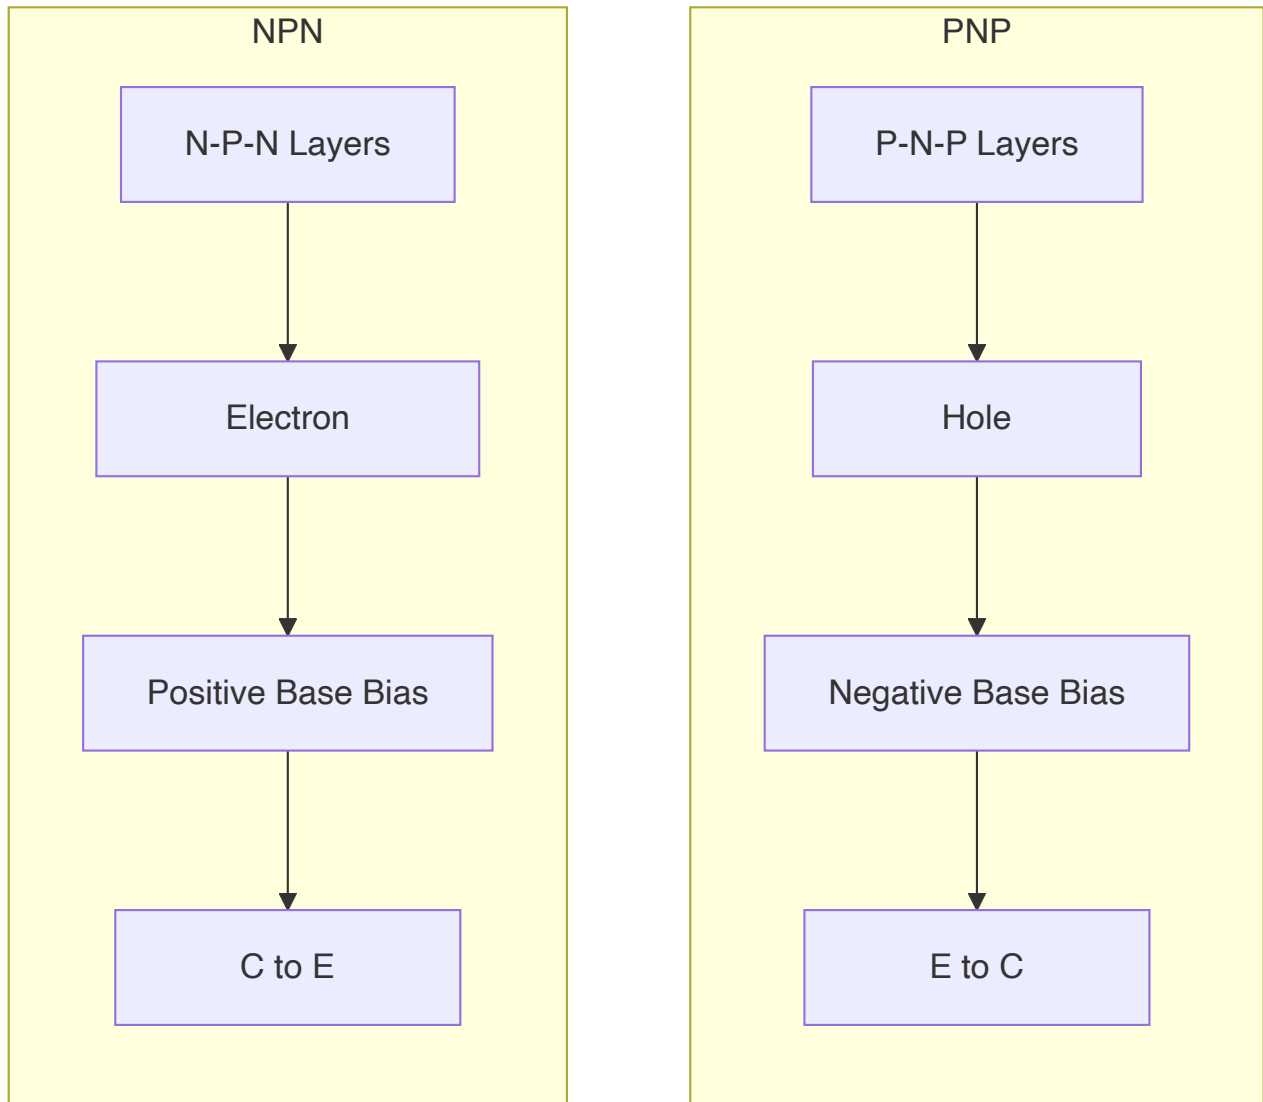 NPN
N-P-N Layers
Electron
Positive Base Bias
C to E
PNP
P-N-P Layers
Hole
Negative Base Bias
E to C